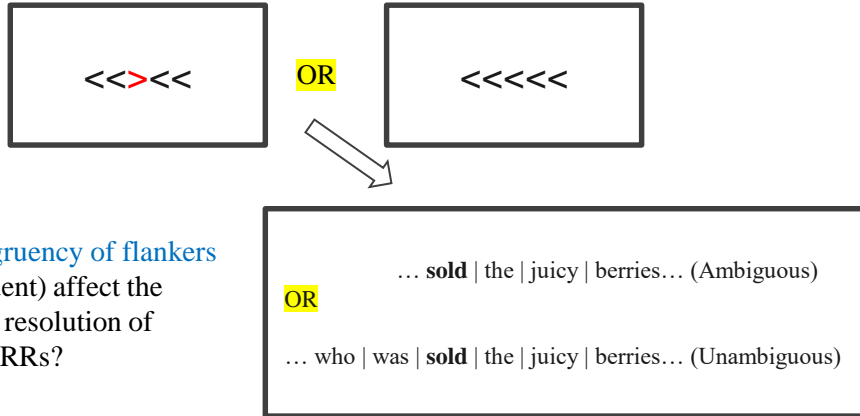 <<><<
OR
<<<<<
gruency of flankers
ent) affect the
resolution of
RRs?
… sold | the | juicy | berries… (Ambiguous)
OR
… who | was | sold | the | juicy | berries… (Unambiguous)